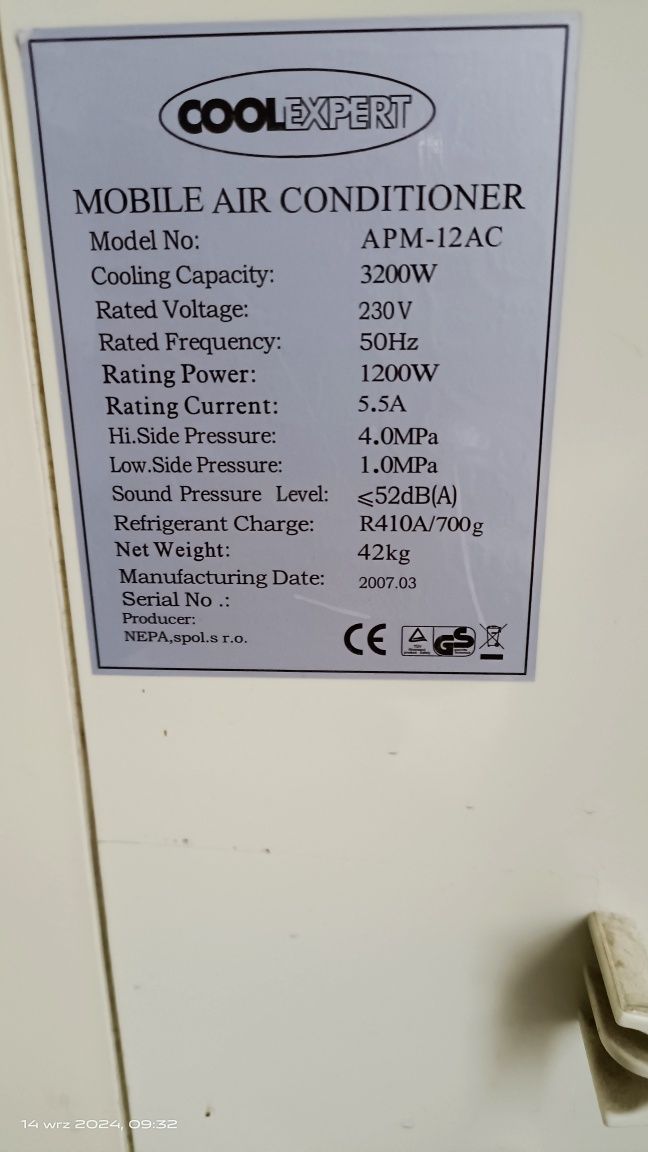 COOLEXPERT
MOBILE AIR CONDITIONER
Model No: APM-12AC
Cooling Capacity: 3200W
Rated Voltage: 230V
Rated Frequency: 50Hz
Rating Power: 1200W
Rating Current: 5.5A
Hi.Side Pressure: 4.0MPa
Low.Side Pressure: 1.0MPa
Sound Pressure Level: ⩽52dB(A)
Refrigerant Charge: R410A/700g
Net Weight: 42kg
Manufacturing Date: 2007.03
Serial No .:
Producer:
NEPA,spol.s r.o.
CE GS
14 wrz 2024, 09:32